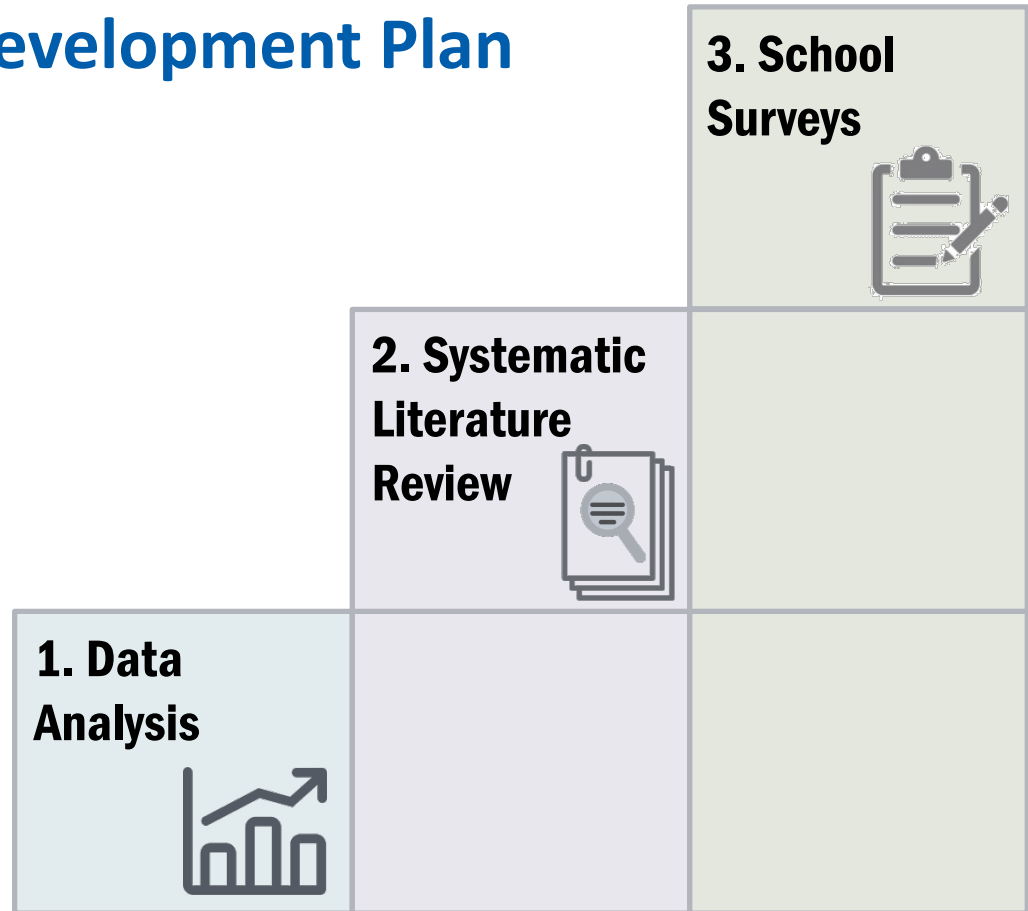 evelopment Plan
3. School
Surveys
2. Systematic
Literature
Review
1. Data
Analysis